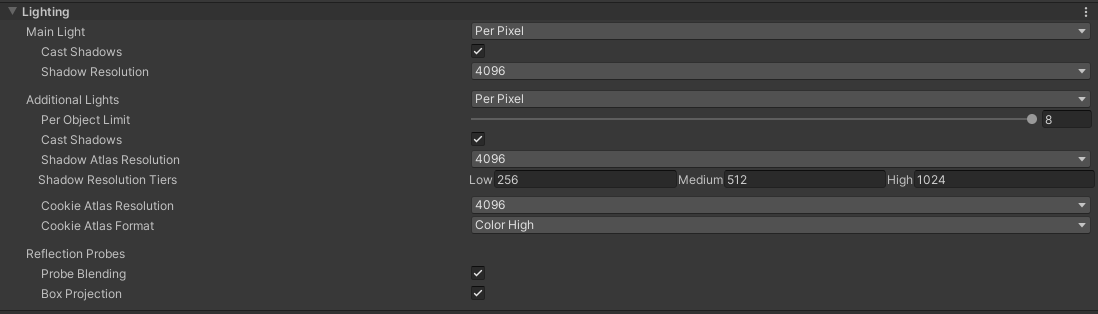 Lighting
Main Light Per Pixel
Cast Shadows
Shadow Resolution 4096
Additional Lights Per Pixel
Per Object Limit 8
Cast Shadows
Shadow Atlas Resolution 4096
Shadow Resolution Tiers Low 256 Medium 512 High 1024
Cookie Atlas Resolution 4096
Cookie Atlas Format Color High
Reflection Probes
Probe Blending
Box Projection